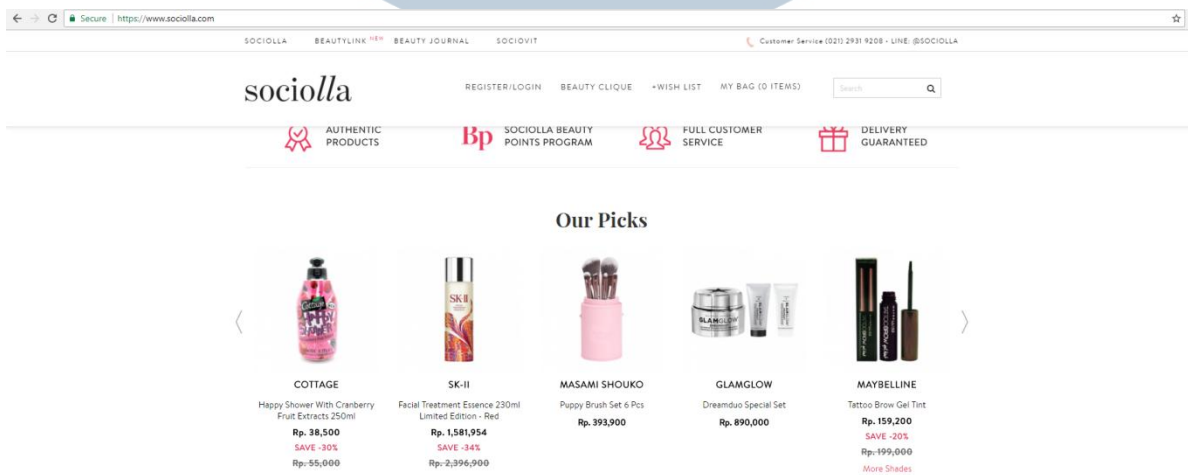 Secure | https://www.sociolla.com
SOCIOLLA BEAUTYLINK NEW BEAUTY JOURNAL SOCIOVIT Customer Service (021) 2931 9208 - LINE: @SOCIOLLA
sociolla REGISTER/LOGIN BEAUTY CLIQUE +WISH LIST MY BAG (0 ITEMS) Search
AUTHENTIC PRODUCTS
Bp SOCIOLLA BEAUTY POINTS PROGRAM
FULL CUSTOMER SERVICE
DELIVERY GUARANTEED
Our Picks
SK-II
GLAMGLOW
COTTAGE
Happy Shower With Cranberry
Fruit Extracts 250ml
Rp. 38,500
SAVE -30%
Rp. 55,000
SK-II
Facial Treatment Essence 230ml
Limited Edition - Red
Rp. 1,581,954
SAVE -34%
Rp. 2,396,900
MASAMI SHOUKO
Puppy Brush Set 6 Pcs
Rp. 393,900
GLAMGLOW
Dreamduo Special Set
Rp. 890,000
MAYBELLINE
Tattoo Brow Gel Tint
Rp. 159,200
SAVE -20%
Rp. 199,000
More Shades